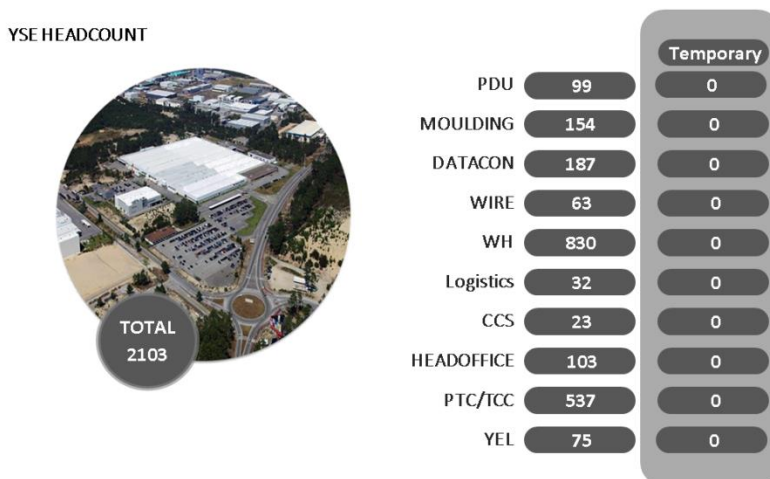 YSE HEADCOUNT
TOTAL
2103
Temporary
PDU 99 0
MOULDING 154 0
DATACON 187 0
WIRE 63 0
WH 830 0
Logistics 32 0
CCS 23 0
HEADOFFICE 103 0
PTC/TCC 537 0
YEL 75 0